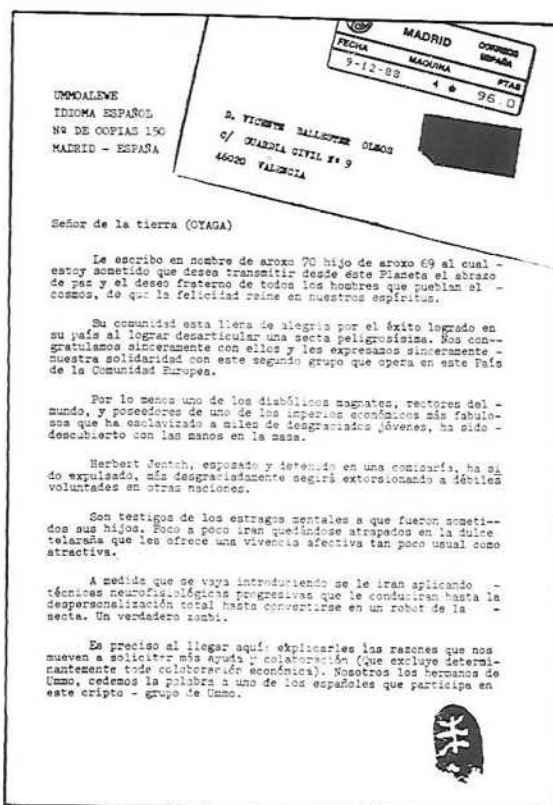 MADRID
CORREOS
ESPAÑA
FECHA
MAQUINA
PTAS
9-12-88
4
96.0
D. VICENTE BALLESTER OLMOS
C/ GUARDIA CIVIL Nº 9
46020 VALENCIA
UMMOALEWE
IDIOMA ESPAÑOL
Nº DE COPIAS 150
MADRID - ESPAÑA
Señor de la tierra (OYAGA)
Le escribo en nombre de aroxo 70 hijo de aroxo 69 al cual -
estoy sometido que desea transmitir desde éste Planeta el abrazo
de paz y el deseo fraterno de todos los hombres que pueblan el -
cosmos, de que la felicidad reine en nuestros espíritus.
Su comunidad esta llena de alegria por el éxito logrado en
su país al lograr desarticular una secta peligrosísima. Nos con--
gratulamos sinceramente con ellos y les expresamos sinceramente -
nuestra solidaridad con este segundo grupo que opera en este País
de la Comunidad Europea.
Por lo menos uno de los diabólicos magnates, rectores del -
mundo, y poseedores de uno de los imperios económicos más fabulo-
sos que ha esclavizado a miles de desgraciados jóvenes, ha sido -
descubierto con las manos en la masa.
Herbert Jentch, esposado y detenido en una comisaría, ha si
do expulsado, más desgraciadamente segirá extorsionando a débiles
voluntades en otras naciones.
Son testigos de los estragos mentales a que fueron someti--
dos sus hijos. Poco a poco iran quedándose atrapados en la dulce
telaraña que les ofrece una vivencia afectiva tan poco usual como
atractiva.
A medida que se vaya introduciendo se le iran aplicando -
técnicas neurofisiológicas progresivas que le conduciran hasta la
despersonalización total hasta convertirse en un robot de la -
secta. Un verdadero zombi.
Es preciso al llegar aquí: explicarles las razones que nos
mueven a solicitar más ayuda y colaboración (Que excluye determi-
nantemente toda colaboración económica). Nosotros los hermanos de
Ummo, cedemos la palabra a uno de los españoles que participa en
este cripto - grupo de Ummo.